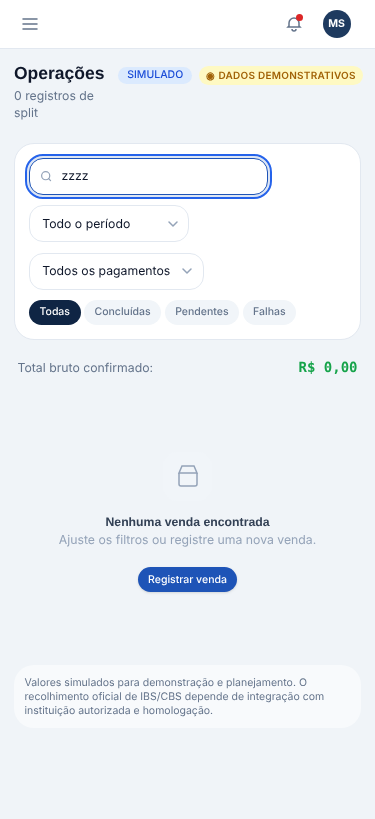 MS
Operações
SIMULADO
◉ DADOS DEMONSTRATIVOS
0 registros de
split
zzzz
Todo o período
Todos os pagamentos
Todas
Concluídas
Pendentes
Falhas
Total bruto confirmado:
R$ 0,00
Nenhuma venda encontrada
Ajuste os filtros ou registre uma nova venda.
Registrar venda
Valores simulados para demonstração e planejamento. O
recolhimento oficial de IBS/CBS depende de integração com
instituição autorizada e homologação.